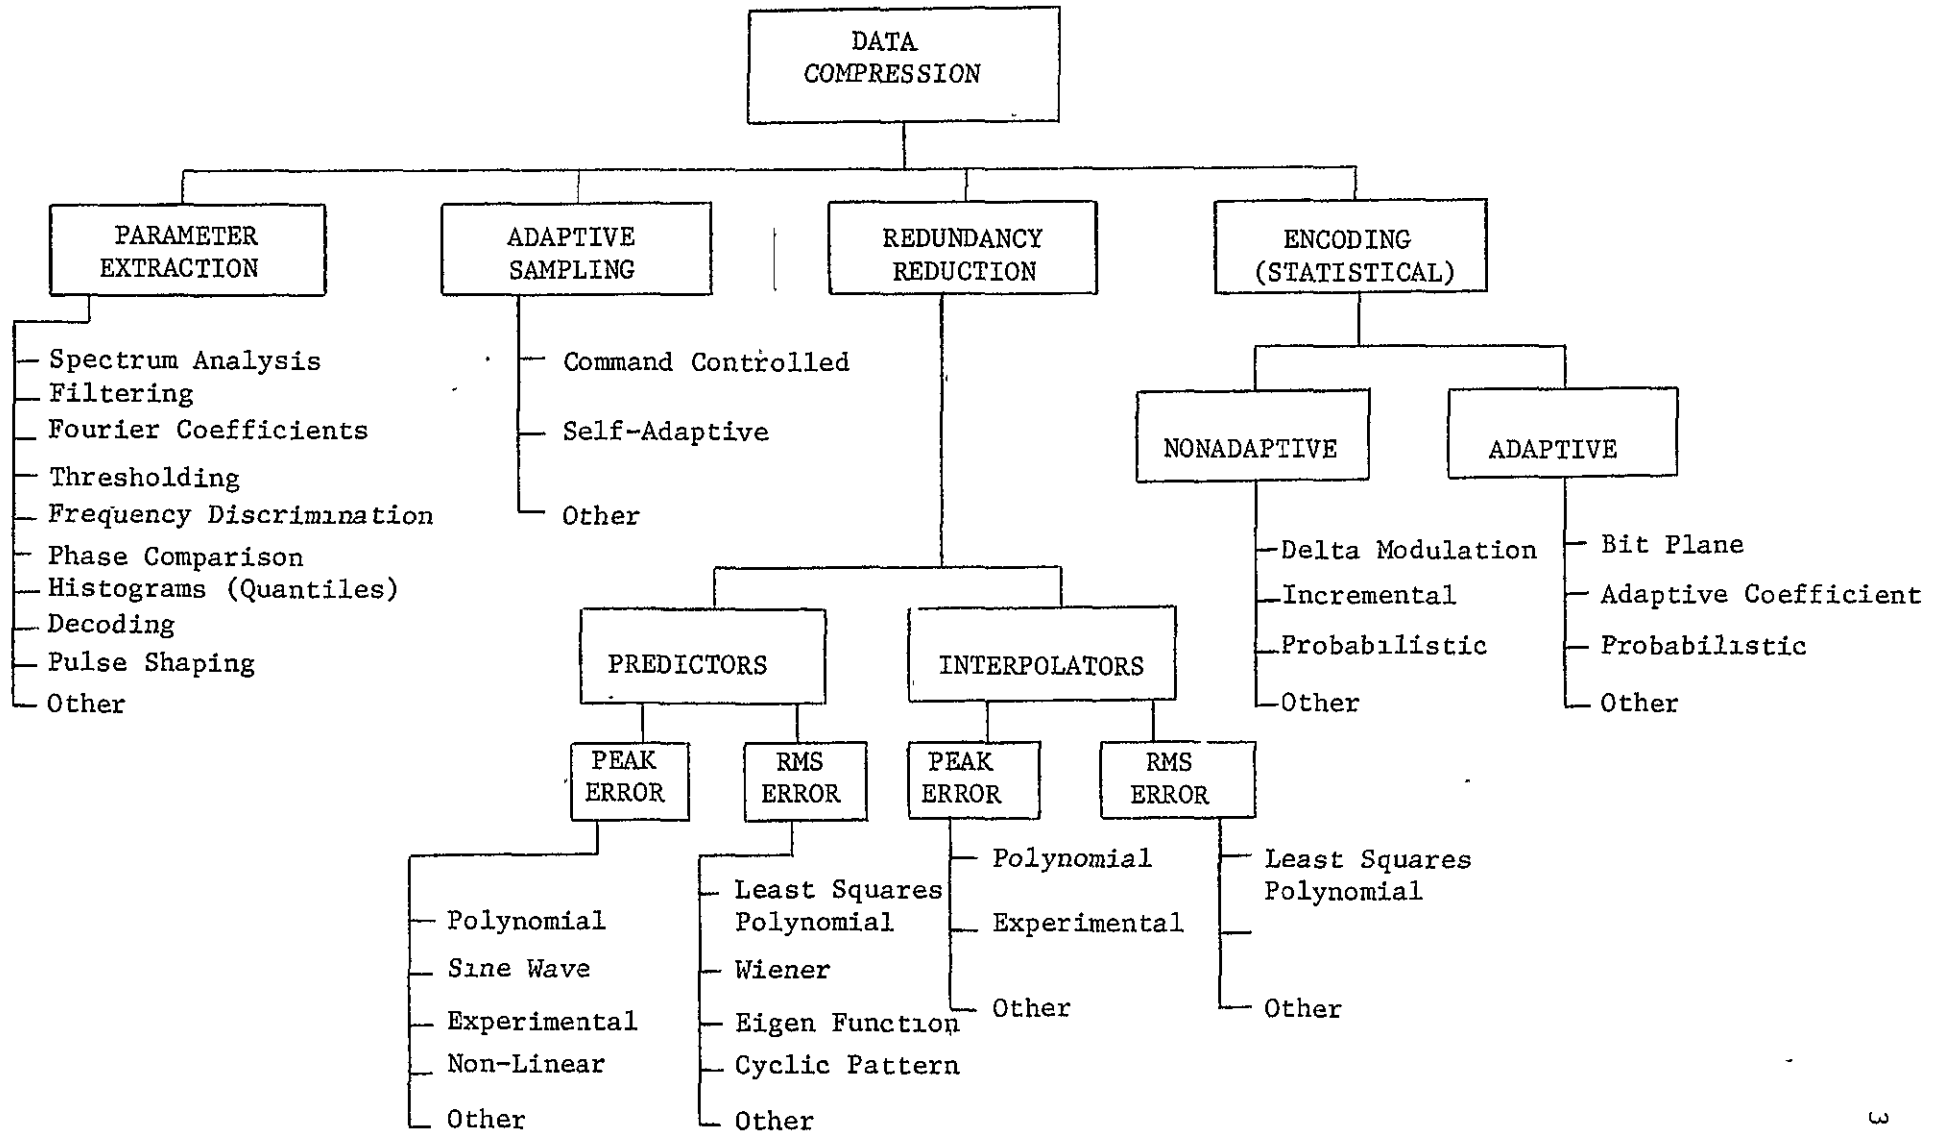 DATA
COMPRESSION
PARAMETER
EXTRACTION
ADAPTIVE
SAMPLING
REDUNDANCY
REDUCTION
ENCODING
(STATISTICAL)
Spectrum Analysis
Filtering
Fourier Coefficients
Thresholding
Frequency Discrimination
Phase Comparison
Histograms (Quantiles)
Decoding
Pulse Shaping
Other
Command Controlled
Self-Adaptive
Other
NONADAPTIVE
ADAPTIVE
Delta Modulation
Incremental
Probabilistic
Other
Bit Plane
Adaptive Coefficient
Probabilistic
Other
PREDICTORS
INTERPOLATORS
PEAK
ERROR
RMS
ERROR
PEAK
ERROR
RMS
ERROR
Polynomial
Sine Wave
Experimental
Non-Linear
Other
Least Squares
Polynomial
Wiener
Eigen Function
Cyclic Pattern
Other
Polynomial
Experimental
Other
Least Squares
Polynomial
Other
3